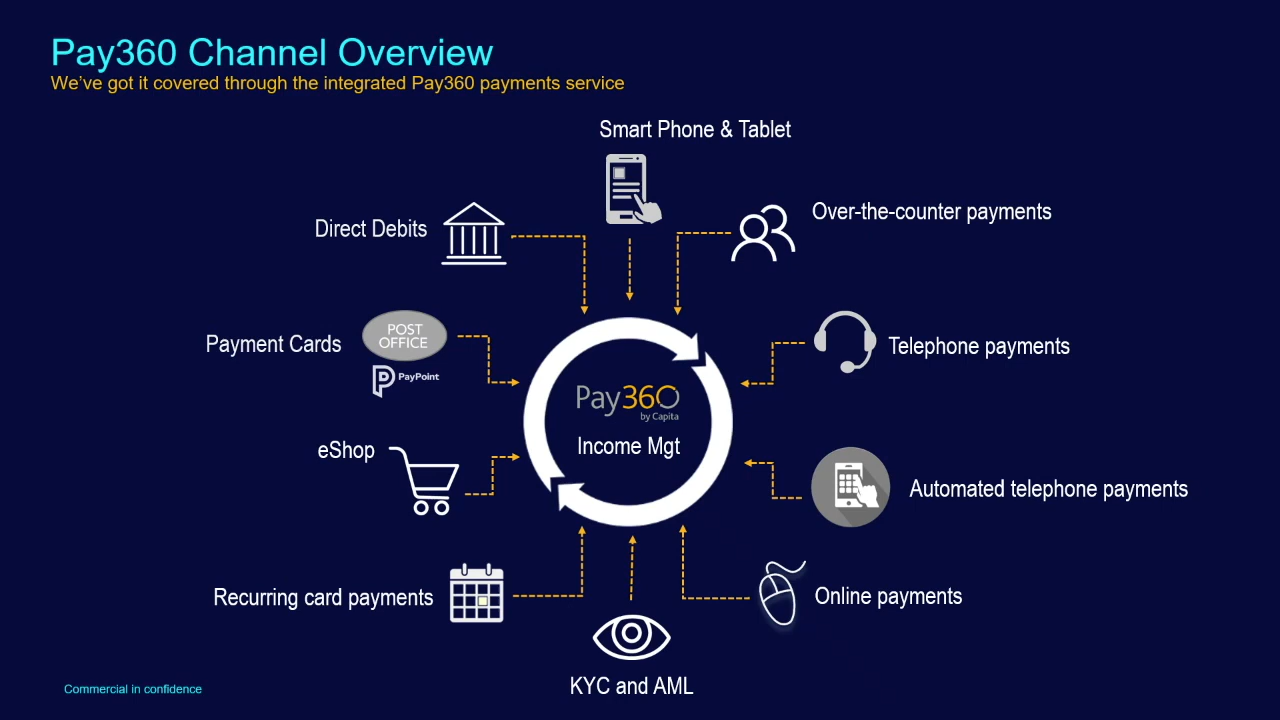 Pay360 Channel Overview
We've got it covered through the integrated Pay360 payments service
Smart Phone & Tablet
Over-the-counter payments
Direct Debits
Payment Cards
POST
OFFICE
PayPoint
Telephone payments
Pay360
by Capita
Income Mgt
eShop
Automated telephone payments
Recurring card payments
Online payments
KYC and AML
Commercial in confidence